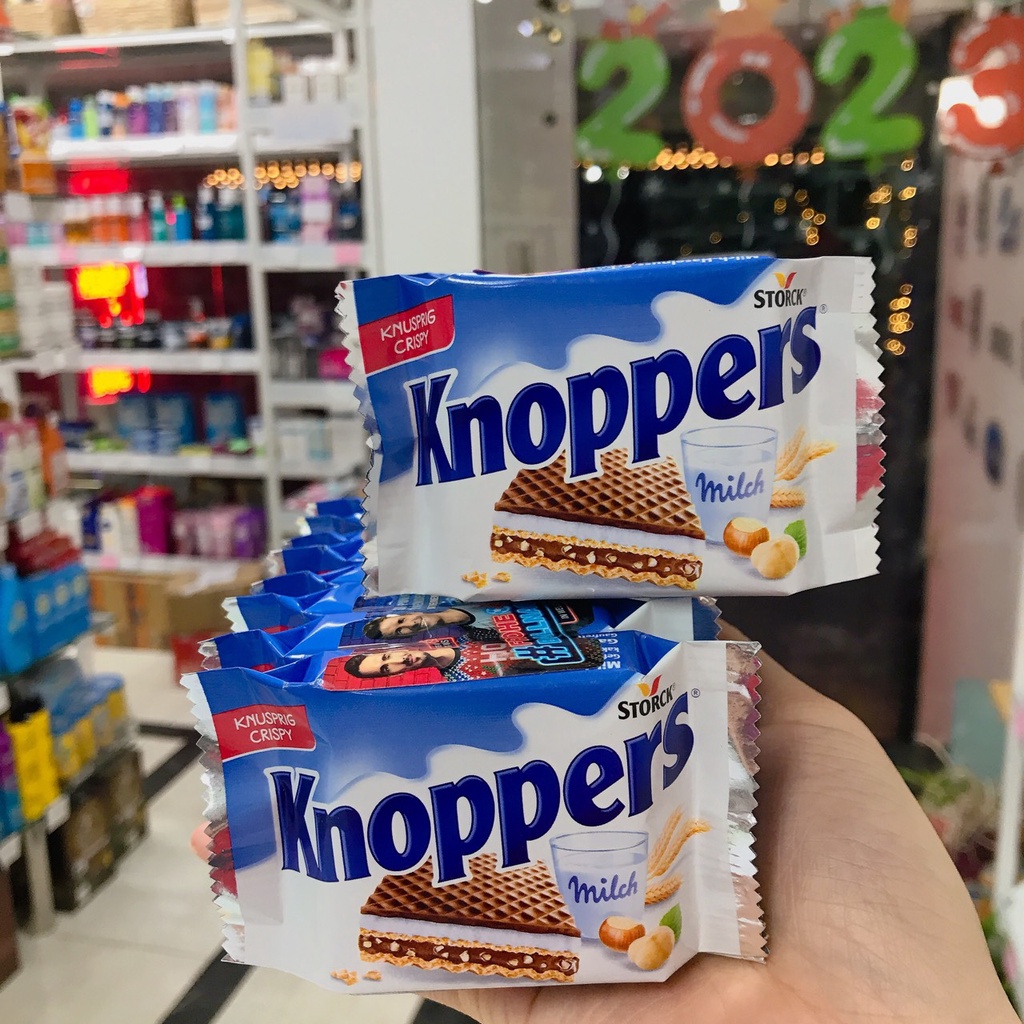 2023
STORCK®
KNUSPRIG
CRISPY
Knoppers®
Milch
STORCK®
KNUSPRIG
CRISPY
Knoppers®
Milch